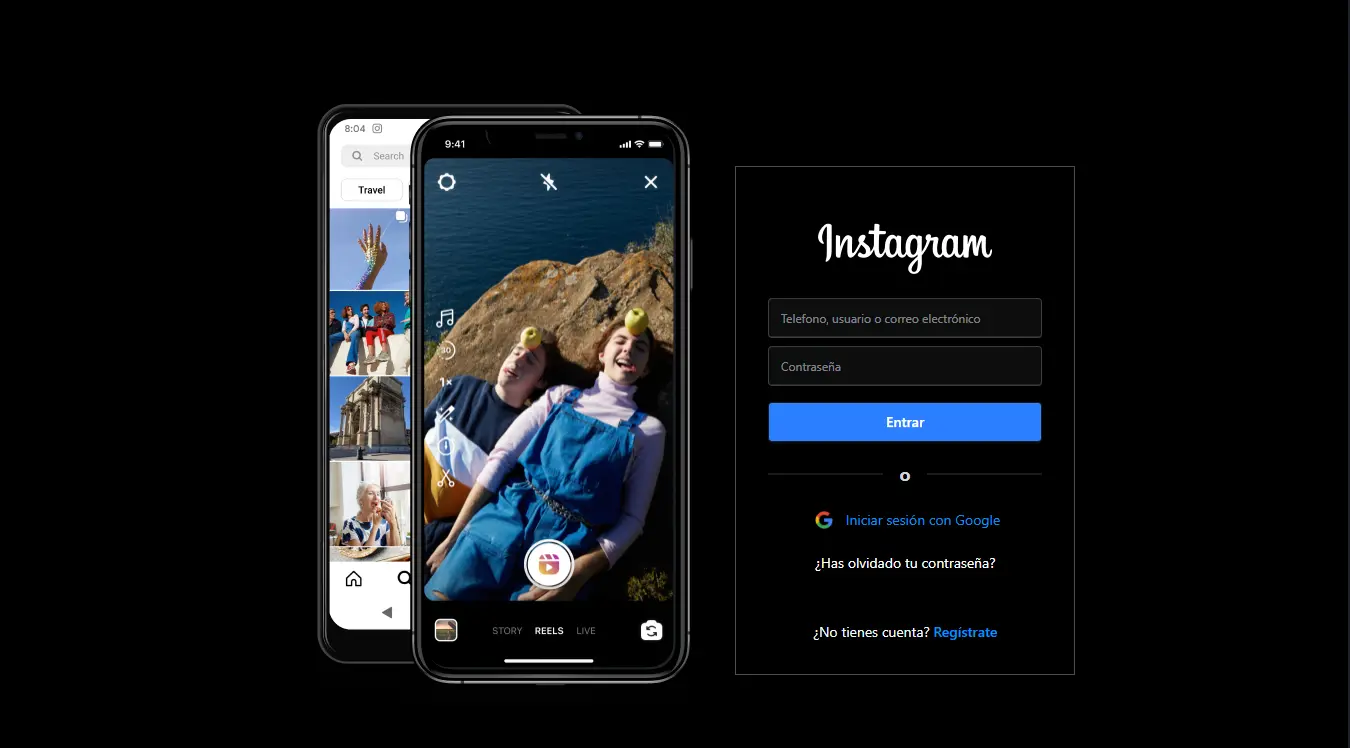 8:04
Search
Travel
9:41
30
1×
STORY REELS LIVE
Instagram
Telefono, usuario o correo electrónico
Contraseña
Entrar
o
Iniciar sesión con Google
¿Has olvidado tu contraseña?
¿No tienes cuenta? Regístrate